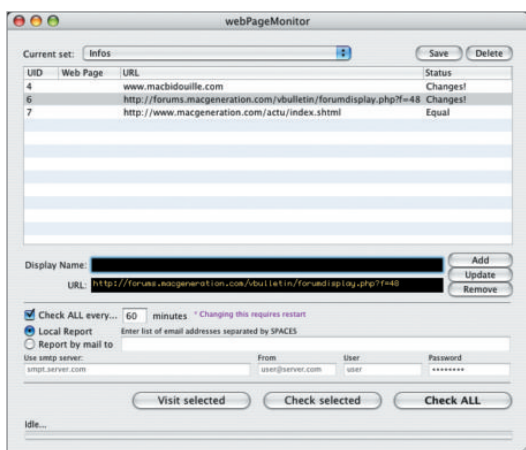 webPageMonitor
Current set: Infos Save Delete
UID Web Page URL Status
4 www.macbidouille.com Changes!
6 http://forums.macgeneration.com/vbulletin/forumdisplay.php?f=48 Changes!
7 http://www.macgeneration.com/actu/index.shtml Equal
Display Name: Add
Update
URL: http://forums.macgeneration.com/vbulletin/forumdisplay.php?f=48
Remove
Check ALL every... 60 minutes * Changing this requires restart
Local Report Enter list of email addresses separated by SPACES
Report by mail to
Use smtp server: From User Password
smpt.server.com user@server.com user ••••••••
Visit selected Check selected Check ALL
Idle...